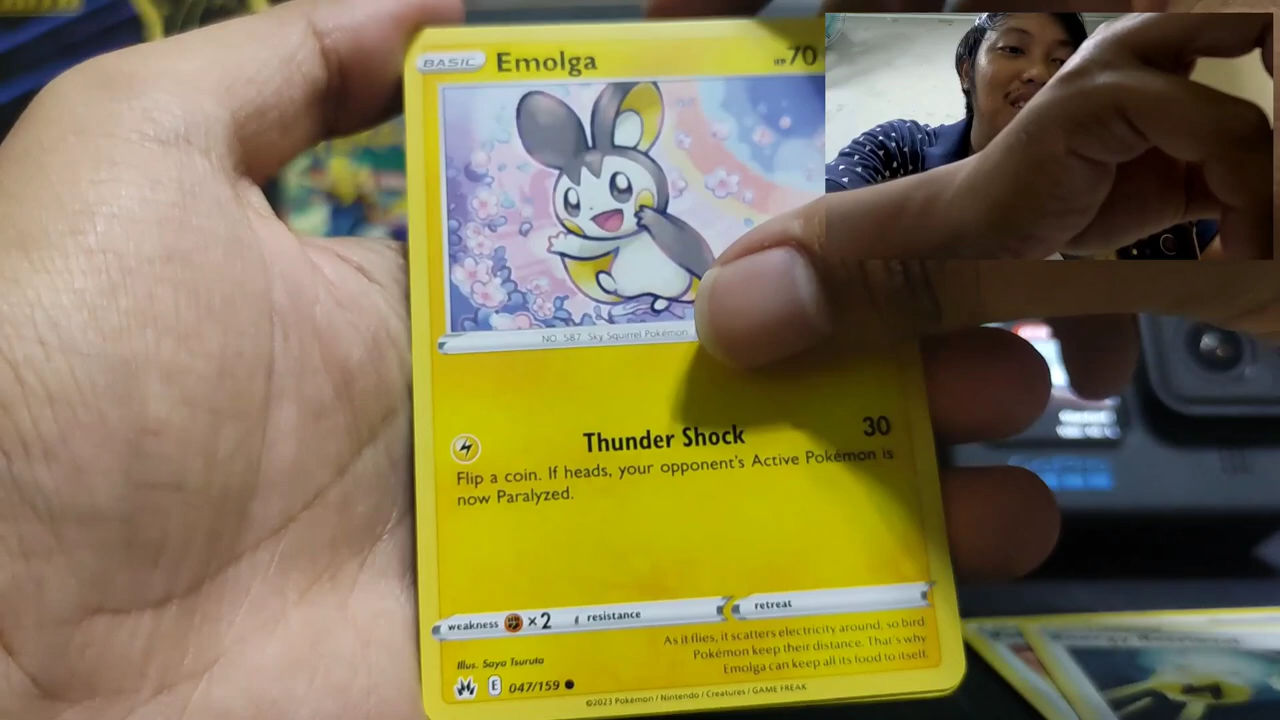 BASIC Emolga HP70
NO. 587 Sky Squirrel Pokémon
Thunder Shock 30
Flip a coin. If heads, your opponent's Active Pokémon is
now Paralyzed.
weakness ×2 resistance retreat
As it flies, it scatters electricity around, so bird
Pokémon keep their distance. That's why
Emolga can keep all its food to itself.
Illus. Saya Tsuruta
E 047/159
©2023 Pokémon / Nintendo / Creatures / GAME FREAK